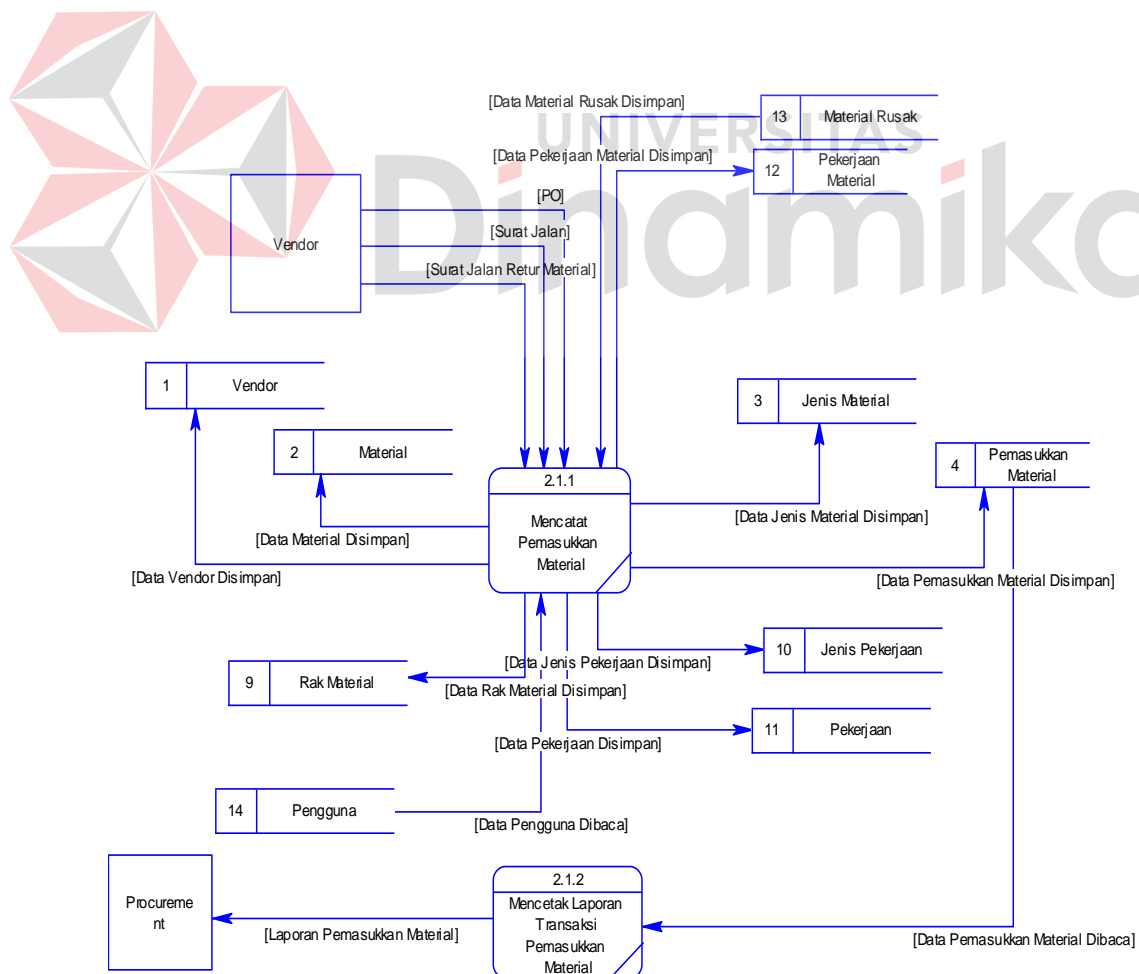 [Data Material Rusak Disimpan]
13 Material Rusak
UNIVERSITAS
[Data Pekerjaan Material Disimpan]
12 Pekerjaan
Material
Dinamika
[PO]
[Surat Jalan]
Vendor
[Surat Jalan Retur Material]
1 Vendor
3 Jenis Material
2 Material
4 Pemasukkan
Material
2.1.1
Mencatat
Pemasukkan
Material
[Data Jenis Material Disimpan]
[Data Material Disimpan]
[Data Vendor Disimpan]
[Data Pemasukkan Material Disimpan]
10 Jenis Pekerjaan
[Data Jenis Pekerjaan Disimpan]
9 Rak Material
[Data Rak Material Disimpan]
11 Pekerjaan
[Data Pekerjaan Disimpan]
14 Pengguna
[Data Pengguna Dibaca]
2.1.2
Mencetak Laporan
Transaksi
Pemasukkan
Material
Procureme
nt
[Laporan Pemasukkan Material]
[Data Pemasukkan Material Dibaca]